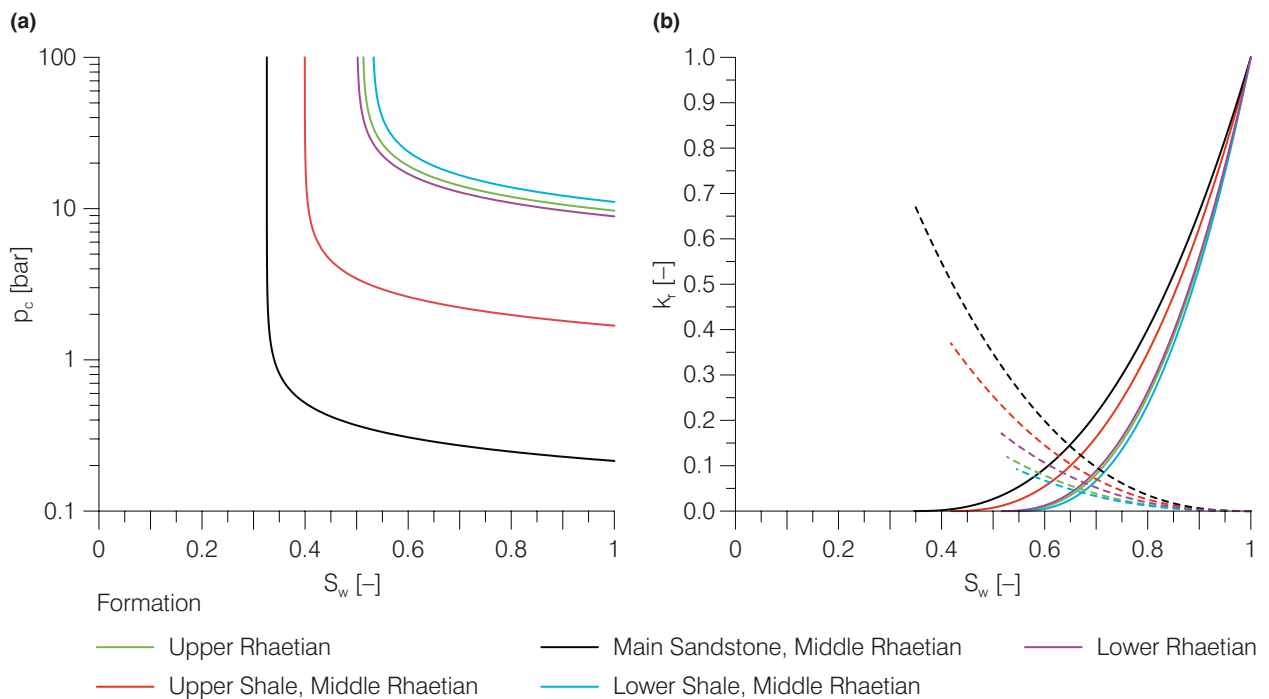 (a)
100
10
1
0.1
p_c [bar]
0 0.2 0.4 0.6 0.8 1
S_w [–]
(b)
1.0
0.9
0.8
0.7
0.6
0.5
0.4
0.3
0.2
0.1
0.0
k_r [–]
0 0.2 0.4 0.6 0.8 1
S_w [–]
Formation
Upper Rhaetian
Main Sandstone, Middle Rhaetian
Lower Rhaetian
Upper Shale, Middle Rhaetian
Lower Shale, Middle Rhaetian